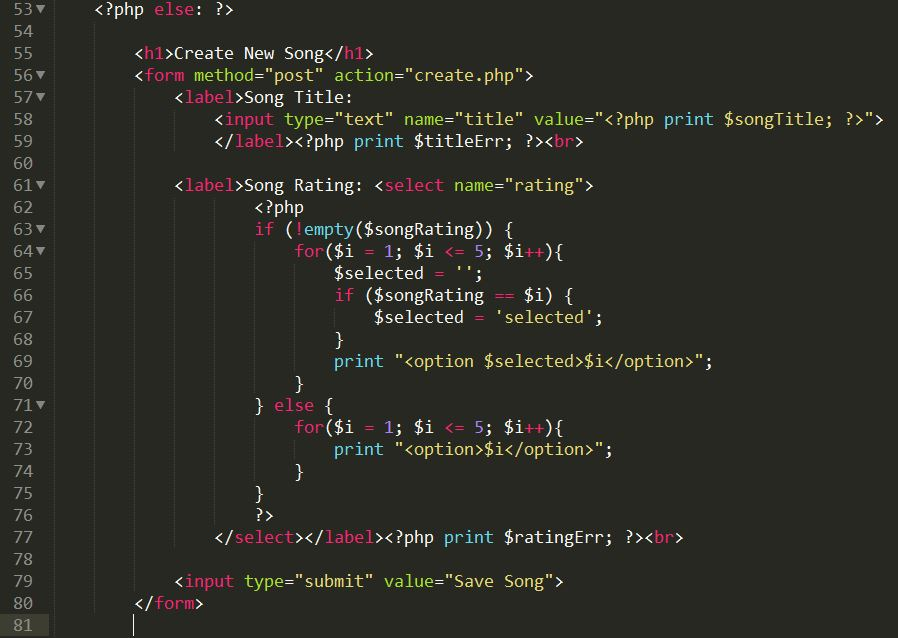 53 <?php else: ?>
54
55 <h1>Create New Song</h1>
56 <form method="post" action="create.php">
57 <label>Song Title:
58 <input type="text" name="title" value="<?php print $songTitle; ?>">
59 </label><?php print $titleErr; ?><br>
60
61 <label>Song Rating: <select name="rating">
62 <?php
63 if (!empty($songRating)) {
64 for($i = 1; $i <= 5; $i++){
65 $selected = '';
66 if ($songRating == $i) {
67 $selected = 'selected';
68 }
69 print "<option $selected>$i</option>";
70 }
71 } else {
72 for($i = 1; $i <= 5; $i++){
73 print "<option>$i</option>";
74 }
75 }
76 ?>
77 </select></label><?php print $ratingErr; ?><br>
78
79 <input type="submit" value="Save Song">
80 </form>
81